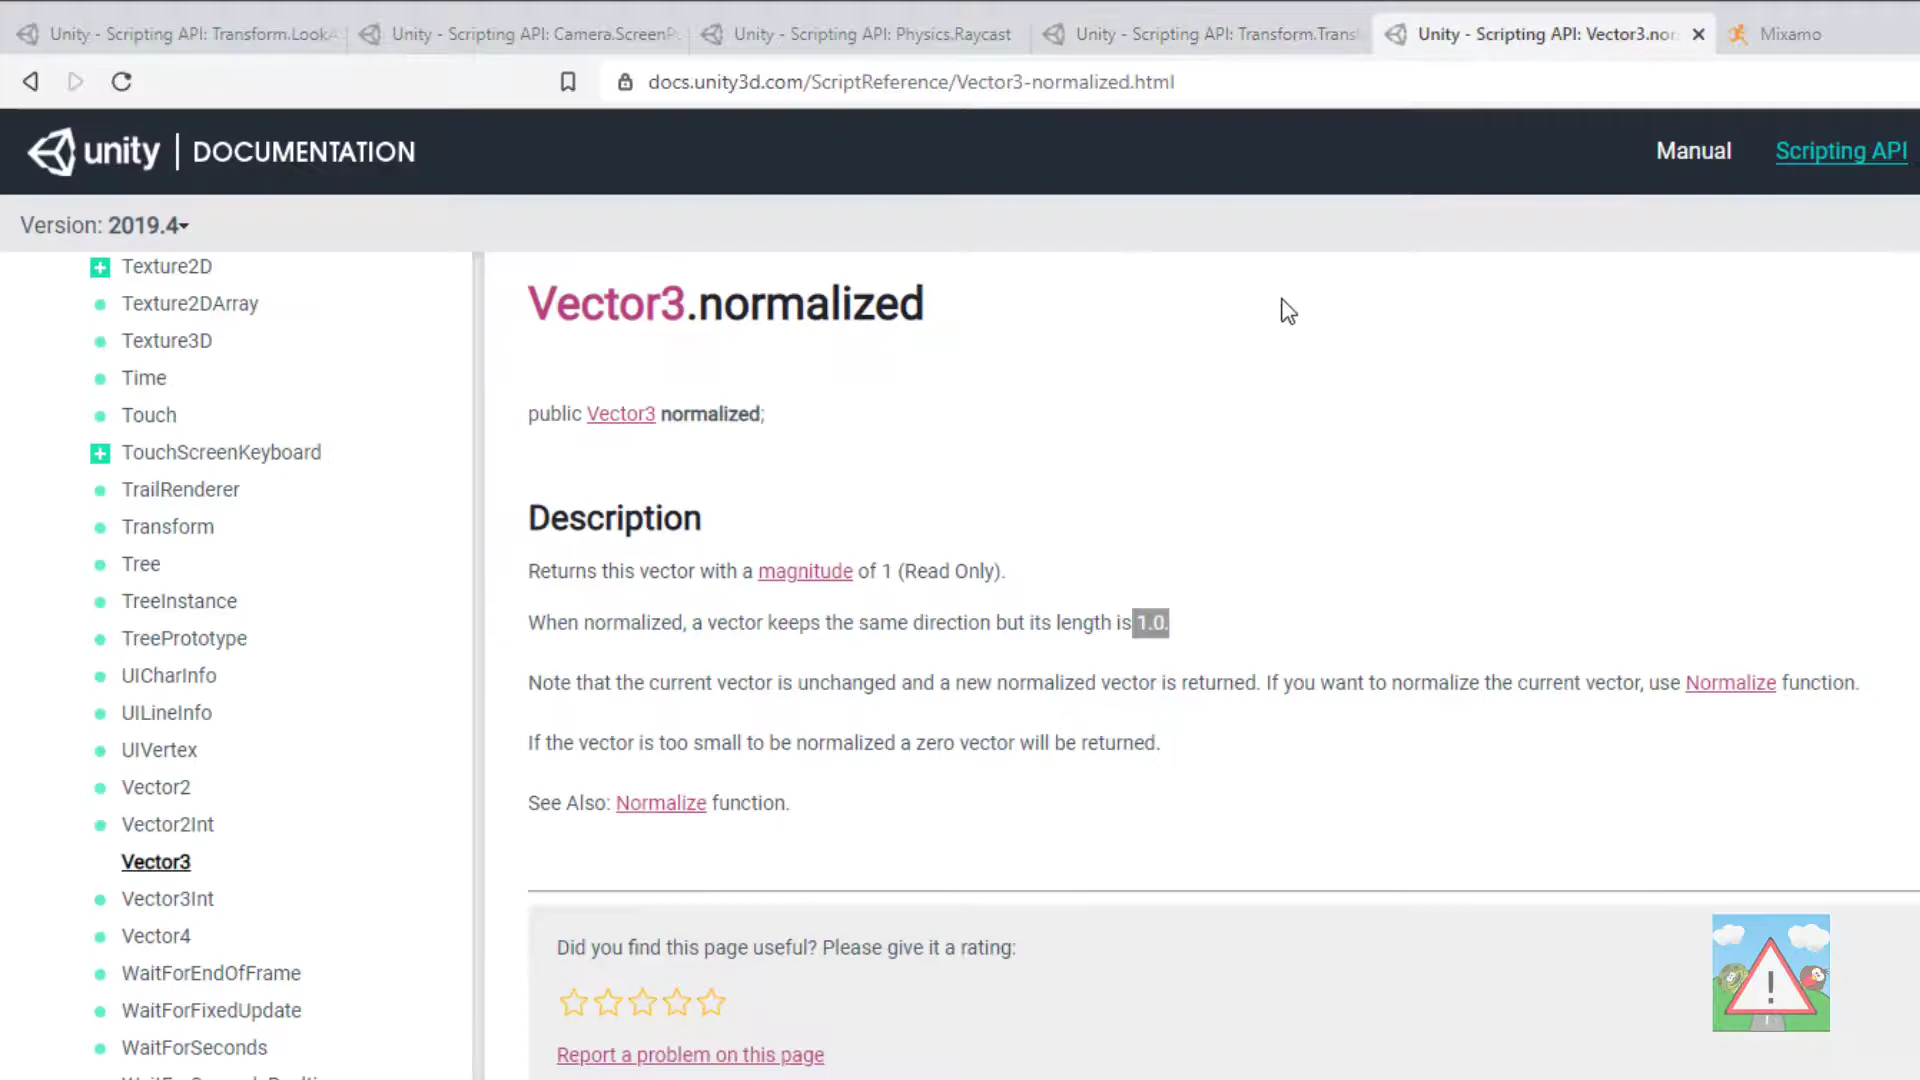 Unity - Scripting API: Transform.LookA
Unity - Scripting API: Camera.ScreenP
Unity - Scripting API: Physics.Raycast
Unity - Scripting API: Transform.Transl
Unity - Scripting API: Vector3.nor
Mixamo
docs.unity3d.com/ScriptReference/Vector3-normalized.html
unity | DOCUMENTATION
Manual
Scripting API
Version: 2019.4
Texture2D
Texture2DArray
Texture3D
Time
Touch
TouchScreenKeyboard
TrailRenderer
Transform
Tree
TreeInstance
TreePrototype
UICharInfo
UILineInfo
UIVertex
Vector2
Vector2Int
Vector3
Vector3Int
Vector4
WaitForEndOfFrame
WaitForFixedUpdate
WaitForSeconds
Vector3.normalized
public Vector3 normalized;
Description
Returns this vector with a magnitude of 1 (Read Only).
When normalized, a vector keeps the same direction but its length is 1.0.
Note that the current vector is unchanged and a new normalized vector is returned. If you want to normalize the current vector, use Normalize function.
If the vector is too small to be normalized a zero vector will be returned.
See Also: Normalize function.
Did you find this page useful? Please give it a rating:
Report a problem on this page